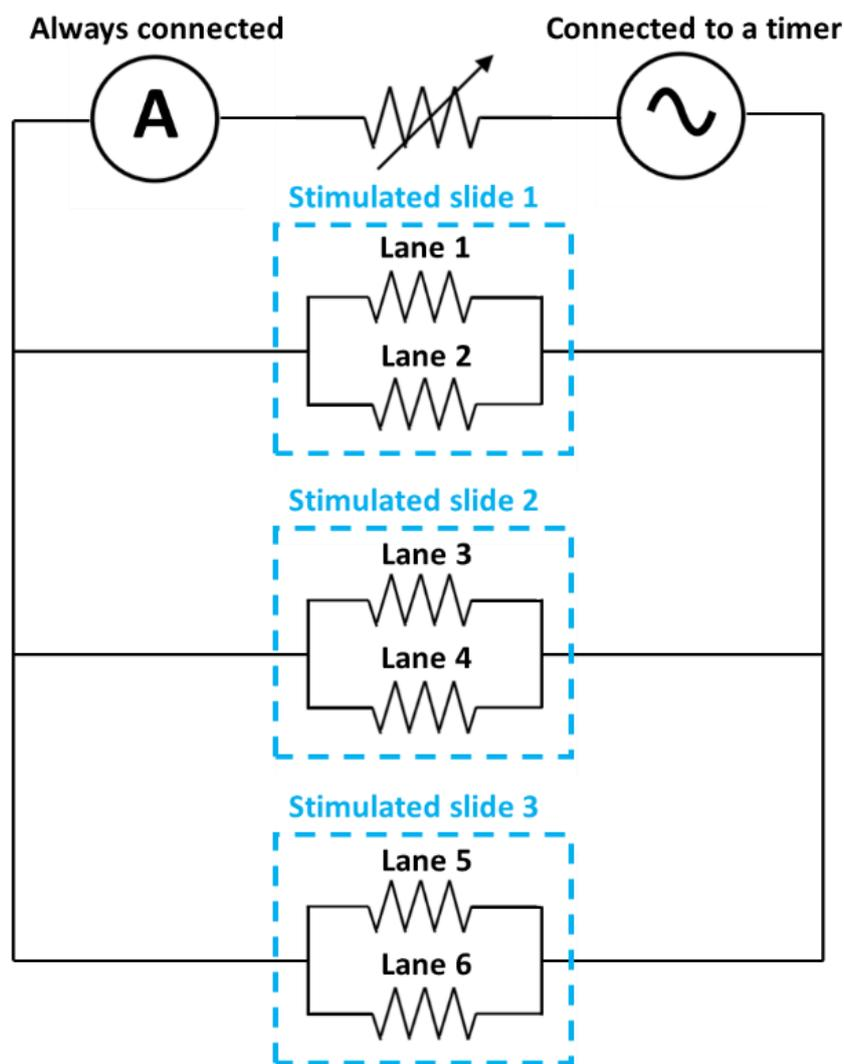 Always connected
Connected to a timer
A
Stimulated slide 1
Lane 1
Lane 2
Stimulated slide 2
Lane 3
Lane 4
Stimulated slide 3
Lane 5
Lane 6